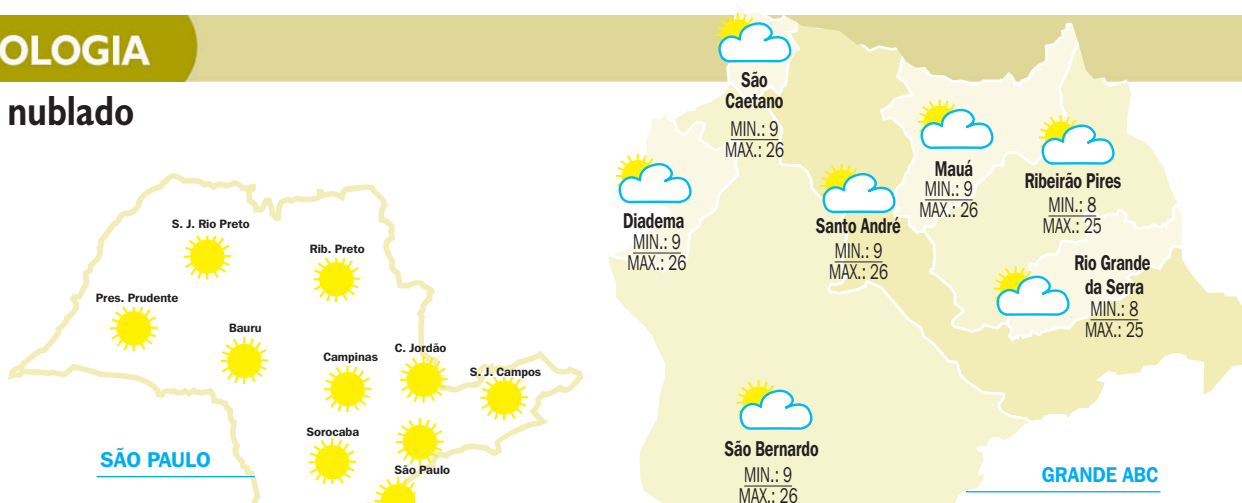 OLOGIA
nublado
S. J. Rio Preto
Rib. Preto
Pres. Prudente
Bauru
Campinas
C. Jordão
S. J. Campos
Sorocaba
São Paulo
SÃO PAULO
São
Caetano
MIN.: 9
MAX.: 26
Diadema
MIN.: 9
MAX.: 26
Santo André
MIN.: 9
MAX.: 26
Mauá
MIN.: 9
MAX.: 26
Ribeirão Pires
MIN.: 8
MAX.: 25
Rio Grande
da Serra
MIN.: 8
MAX.: 25
São Bernardo
MIN.: 9
MAX.: 26
GRANDE ABC